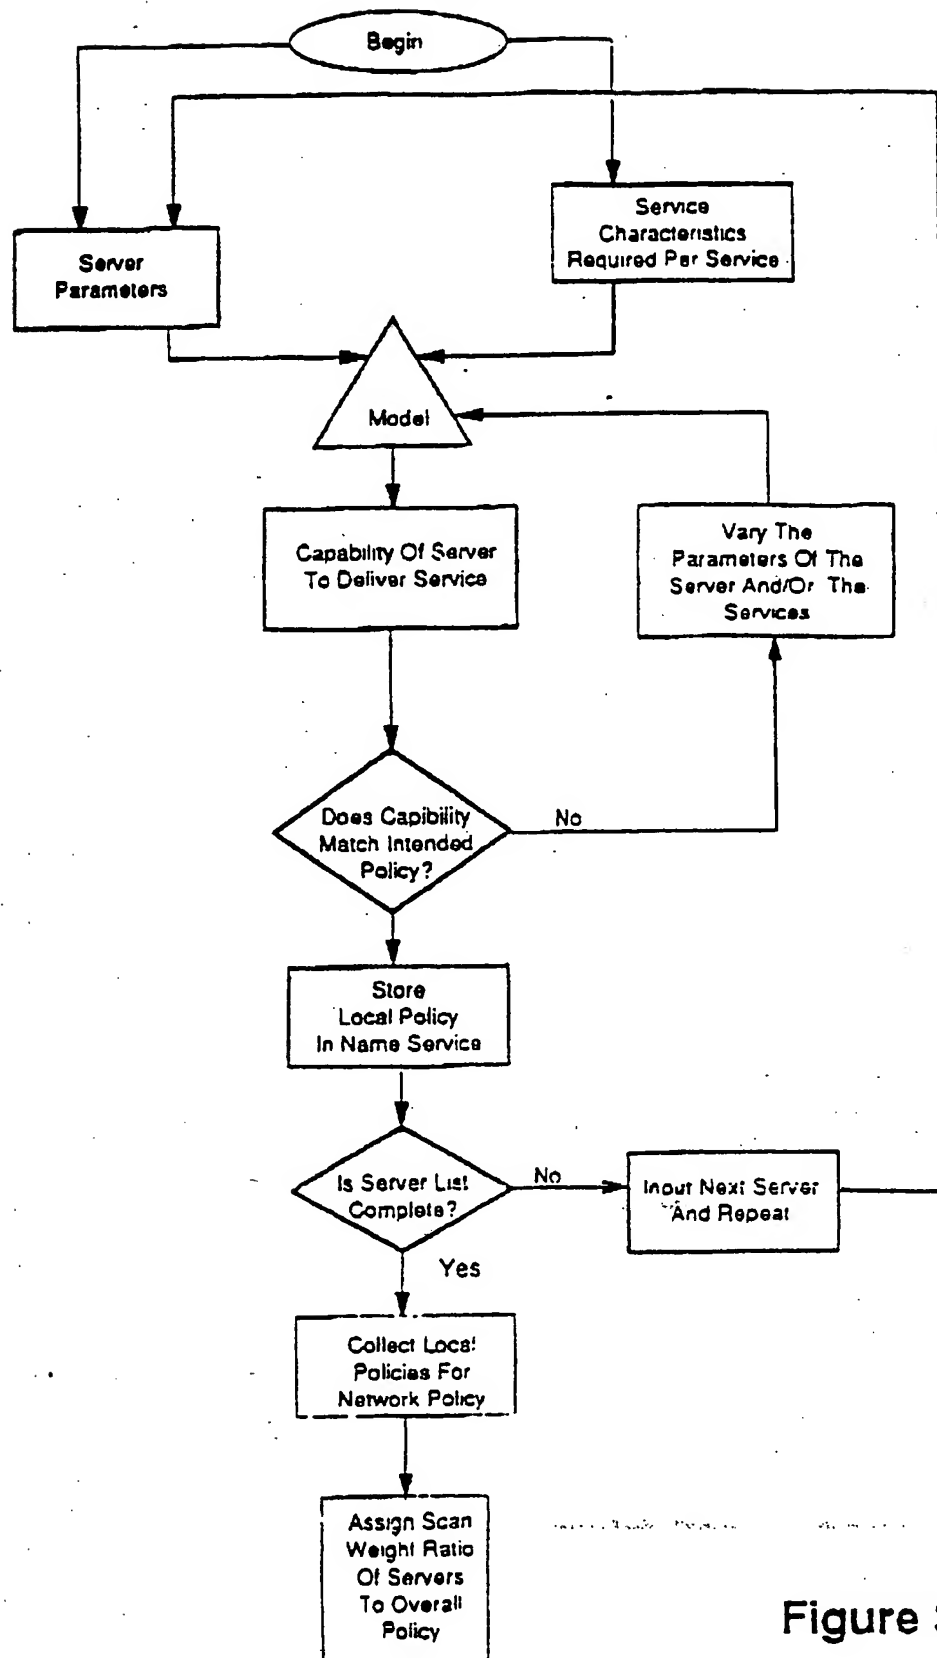 Begin
Service
Characteristics
Required Per Service
Server
Parameters
Model
Capability Of Server
To Deliver Service
Vary The
Parameters Of The
Server And/Or The
Services
Does Capibility
Match Intended
Policy?
No
Store
Local Policy
In Name Service
Is Server List
Complete?
No
Input Next Server
And Repeat
Yes
Collect Local
Policies For
Network Policy
Assign Scan
Weight Ratio
Of Servers
To Overall
Policy
Figure